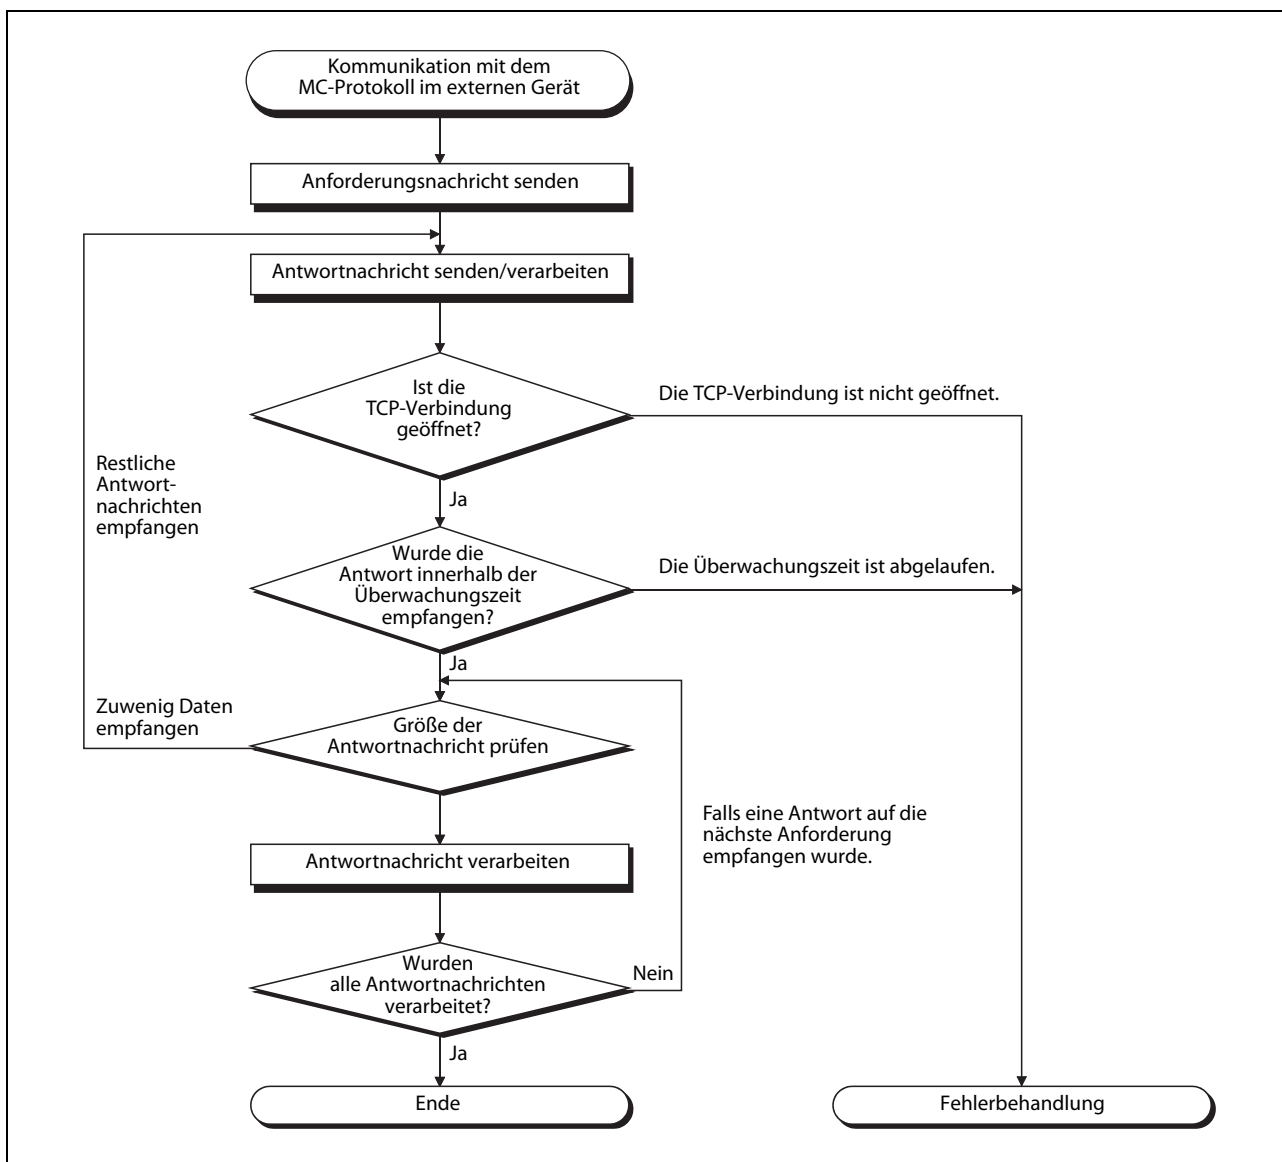 Kommunikation mit dem
MC-Protokoll im externen Gerät
Anforderungsnachricht senden
Antwortnachricht senden/verarbeiten
Ist die
TCP-Verbindung
geöffnet?
Die TCP-Verbindung ist nicht geöffnet.
Restliche
Antwort-
nachrichten
empfangen
Ja
Wurde die
Antwort innerhalb der
Überwachungszeit
empfangen?
Die Überwachungszeit ist abgelaufen.
Ja
Zuwenig Daten
empfangen
Größe der
Antwortnachricht prüfen
Falls eine Antwort auf die
nächste Anforderung
empfangen wurde.
Antwortnachricht verarbeiten
Wurden
alle Antwortnachrichten
verarbeitet?
Nein
Ja
Ende
Fehlerbehandlung